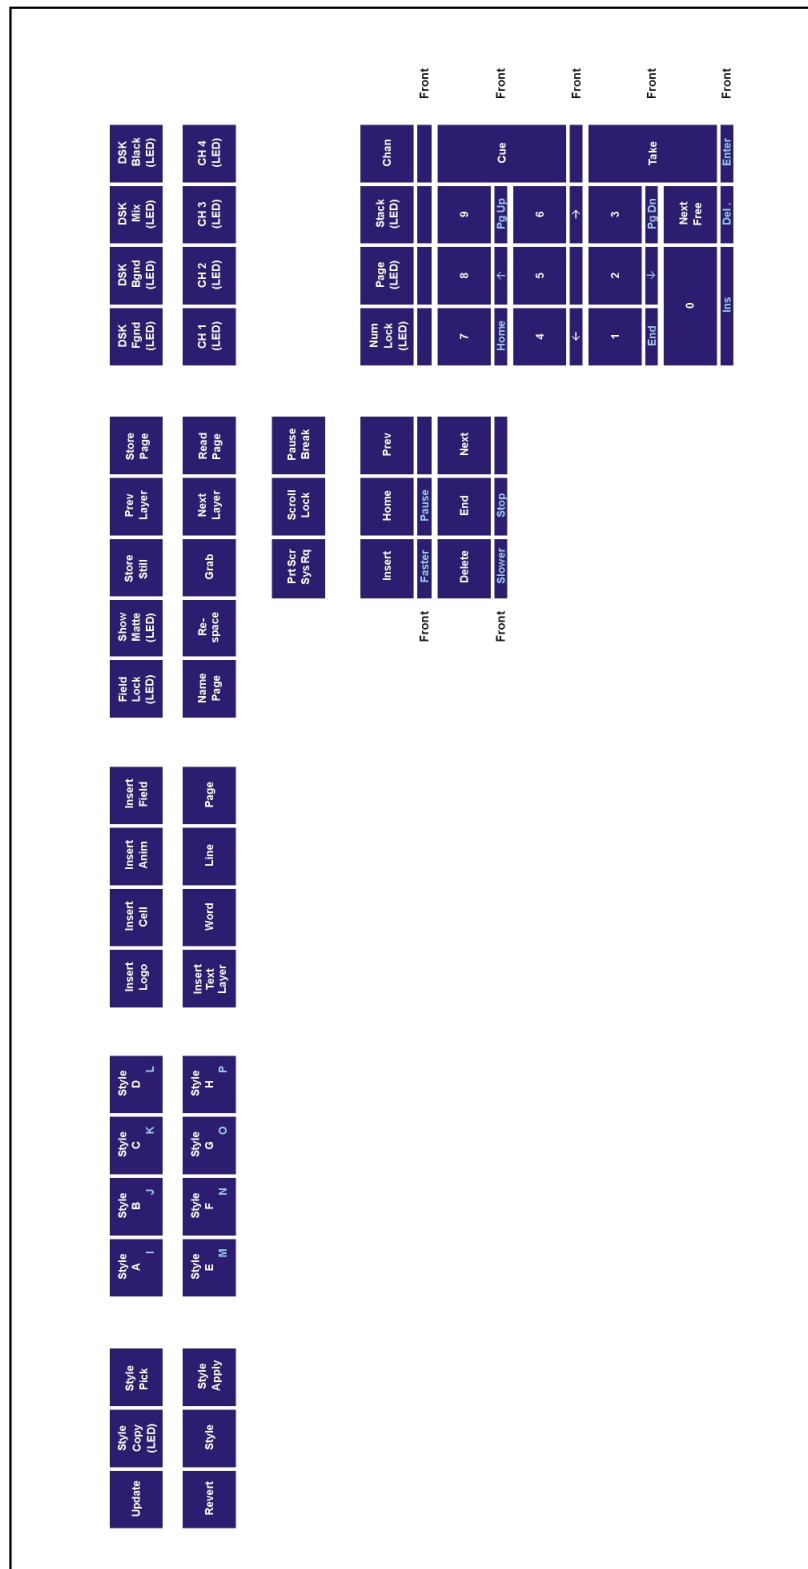 Update
Style
Copy
(LED)
Style
Pick
Style
A
I
Style
B
J
Style
C
K
Style
D
L
Insert
Logo
Insert
Cell
Insert
Anim
Insert
Field
Field
Lock
(LED)
Show
Matte
(LED)
Store
Still
Prev
Layer
Store
Page
DSK
Fgnd
(LED)
DSK
Bgnd
(LED)
DSK
Mix
(LED)
DSK
Black
(LED)
Revert
Style
Style
Apply
Style
E
M
Style
F
N
Style
G
O
Style
H
P
Insert
Text
Layer
Word
Line
Page
Name
Page
Re-
space
Grab
Next
Layer
Read
Page
CH 1
(LED)
CH 2
(LED)
CH 3
(LED)
CH 4
(LED)
Prt Scr
Sys Rq
Scroll
Lock
Pause
Break
Insert
Home
Prev
Num
Lock
(LED)
Page
(LED)
Stack
(LED)
Chan
Front
Faster
Pause
Front
Delete
End
Next
7
8
9
Cue
Front
Slower
Stop
Home
↑
Pg Up
Front
4
5
6
←
→
Front
1
2
3
Take
End
↓
Pg Dn
Front
0
Next
Free
Ins
Del .
Enter
Front